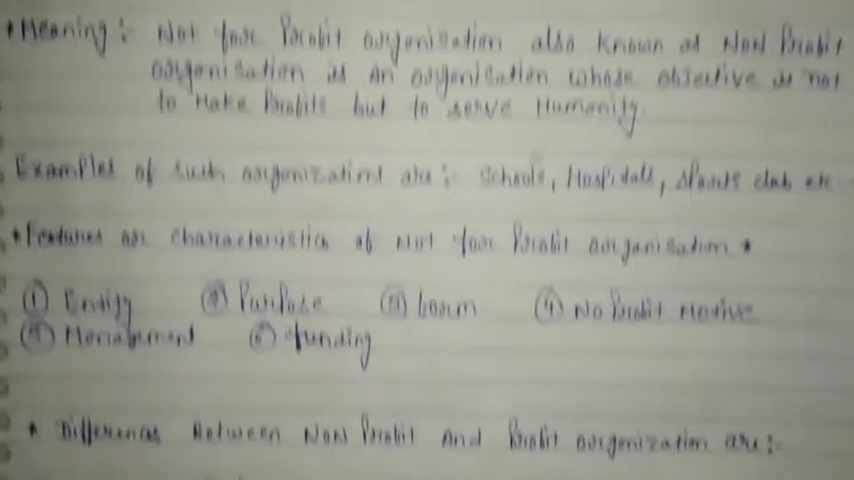 *Meaning :- Not for Profit organisation also known as NON Profit
organisation is an organisation whose objective is not
to Make Profits but to serve Humanity.
Examples of such organizations are :- Schools, Hospitals, Sports club etc.
*Features or characteristics of Not for Profit organisation *
① Entity ② Purpose ③ Form ④ No Profit Motive
⑤ Management ⑥ funding
* Differences Between NON Profit And Profit organization are :-